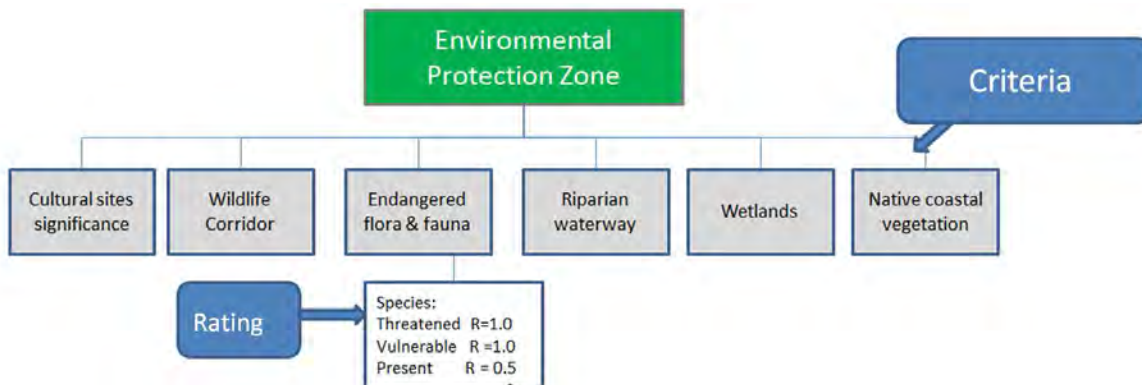 Environmental
Protection Zone
Criteria
Cultural sites
significance
Wildlife
Corridor
Endangered
flora & fauna
Riparian
waterway
Wetlands
Native coastal
vegetation
Rating
Species:
Threatened R=1.0
Vulnerable R =1.0
Present R = 0.5